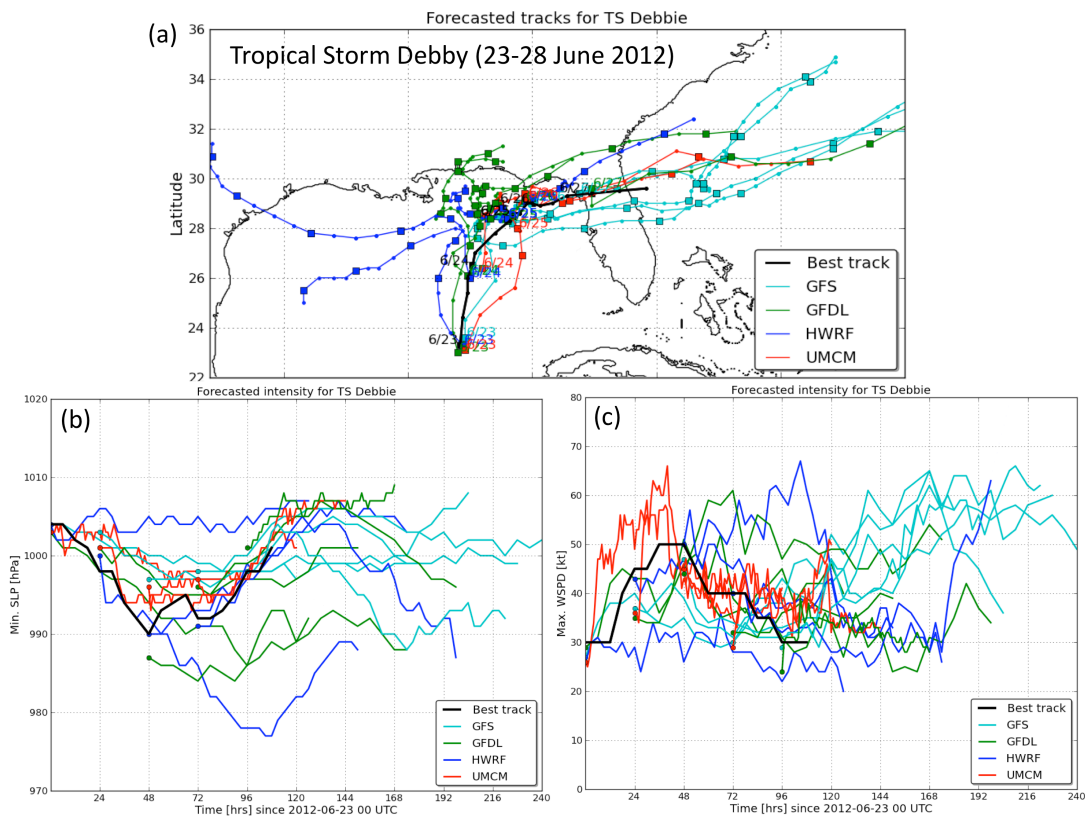 Forecasted tracks for TS Debbie
(a)
Tropical Storm Debby (23-28 June 2012)
Latitude
36
34
32
30
28
26
24
22
6/24
6/24
6/24
6/25
6/27
6/23
6/23
6/23
Best track
GFS
GFDL
HWRF
UMCM
Forecasted intensity for TS Debbie
(b)
Min. SLP [hPa]
1020
1010
1000
990
980
970
24
48
72
96
120
144
168
192
216
240
Time [hrs] since 2012-06-23 00 UTC
Best track
GFS
GFDL
HWRF
UMCM
Forecasted intensity for TS Debbie
(c)
Max. WSPD [kt]
80
70
60
50
40
30
20
10
0
24
48
72
96
120
144
168
192
216
240
Time [hrs] since 2012-06-23 00 UTC
Best track
GFS
GFDL
HWRF
UMCM